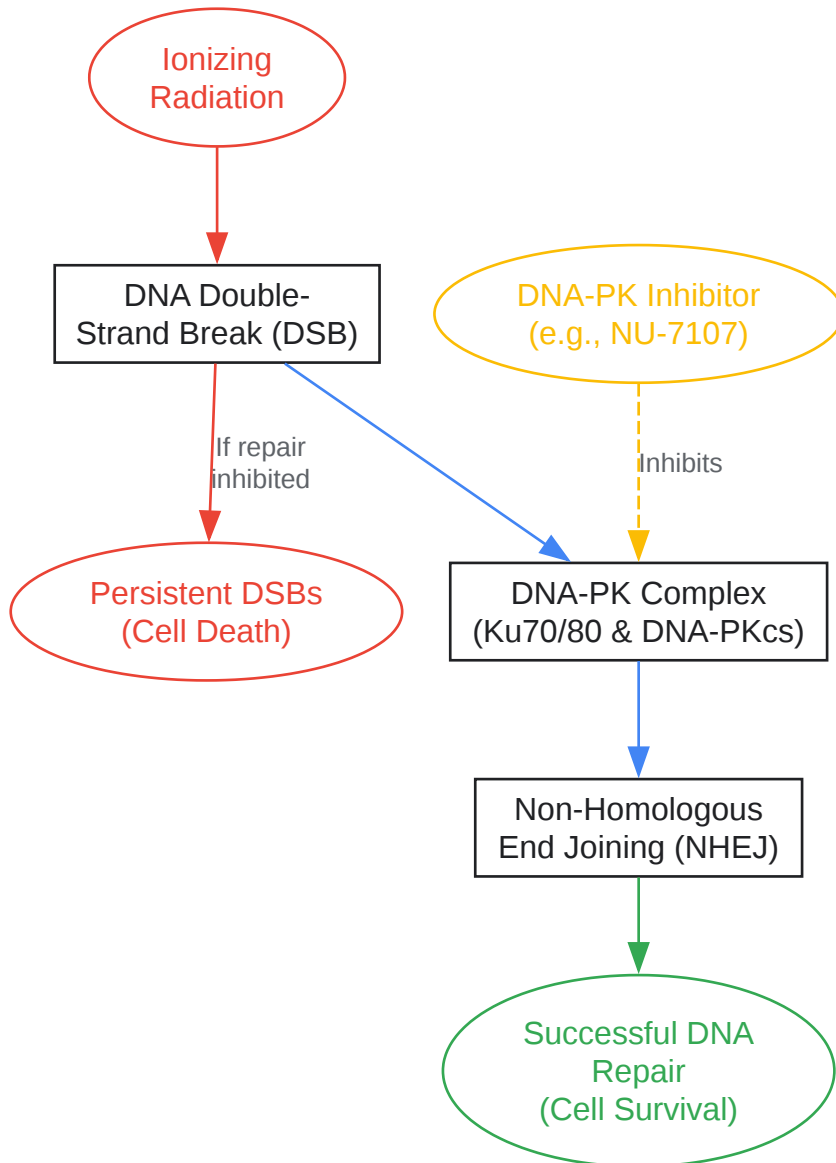 Ionizing
Radiation
DNA Double-
Strand Break (DSB)
DNA-PK Inhibitor
(e.g., NU-7107)
If repair
inhibited
Inhibits
Persistent DSBs
(Cell Death)
DNA-PK Complex
(Ku70/80 & DNA-PKcs)
Non-Homologous
End Joining (NHEJ)
Successful DNA
Repair
(Cell Survival)